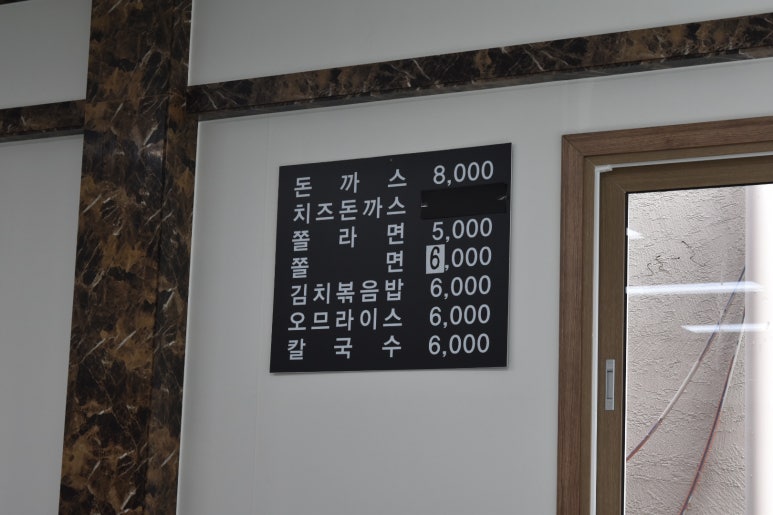 돈까스 8,000
치즈돈까스
쫄라면 5,000
쫄면 6,000
김치볶음밥 6,000
오므라이스 6,000
칼국수 6,000